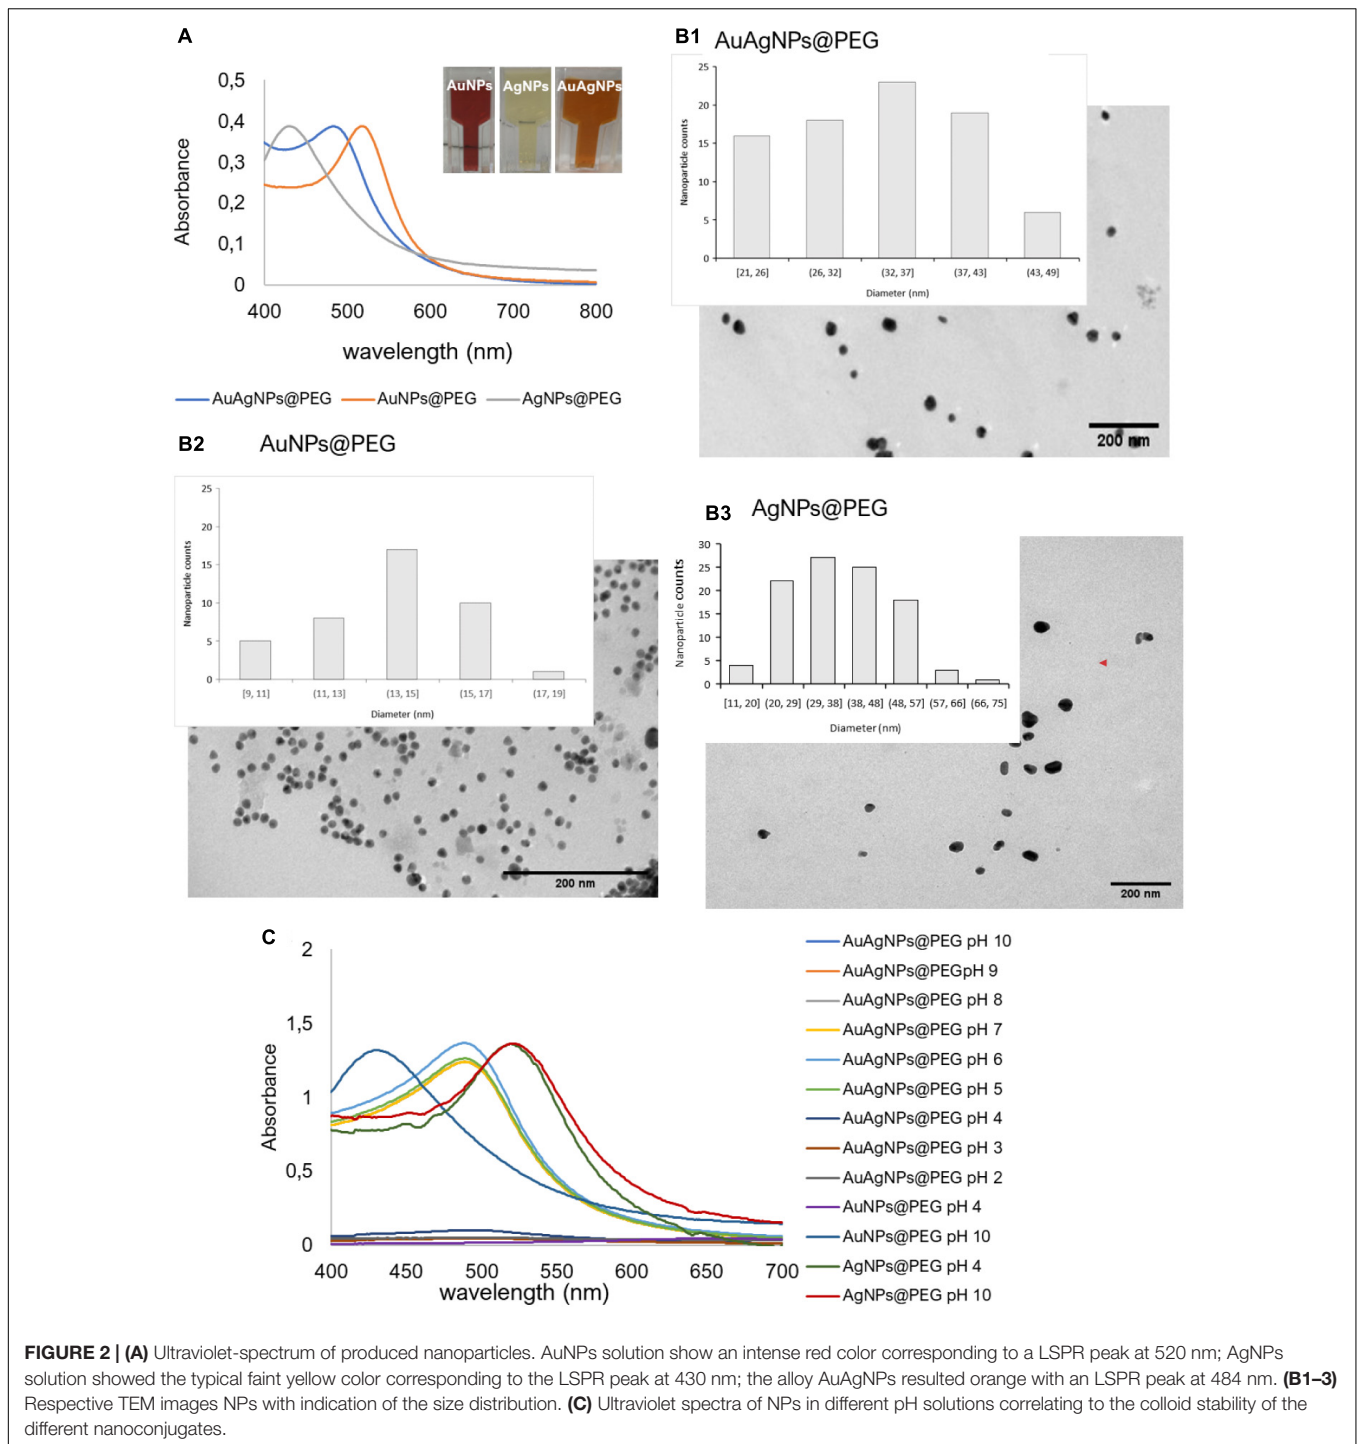 A
0,5
0,4
0,3
0,2
0,1
0
Absorbance
400 500 600 700 800
wavelength (nm)
AuNPs AgNPs AuAgNPs
AuAgNPs@PEG AuNPs@PEG AgNPs@PEG
B1 AuAgNPs@PEG
25
20
15
10
5
0
Nanoparticle counts
[21, 26] (26, 32] (32, 37] (37, 43] (43, 49]
Diameter (nm)
200 nm
B2 AuNPs@PEG
25
20
15
10
5
0
Nanoparticle counts
[9, 11] (11, 13] (13, 15] (15, 17] (17, 19]
Diameter (nm)
200 nm
B3 AgNPs@PEG
30
25
20
15
10
5
0
Nanoparticle counts
[11, 20] (20, 29] (29, 38] (38, 48] (48, 57] (57, 66] (66, 75]
Diameter (nm)
200 nm
C
2
1,5
1
0,5
0
Absorbance
400 450 500 550 600 650 700
wavelength (nm)
AuAgNPs@PEG pH 10
AuAgNPs@PEGpH 9
AuAgNPs@PEG pH 8
AuAgNPs@PEG pH 7
AuAgNPs@PEG pH 6
AuAgNPs@PEG pH 5
AuAgNPs@PEG pH 4
AuAgNPs@PEG pH 3
AuAgNPs@PEG pH 2
AuNPs@PEG pH 4
AuNPs@PEG pH 10
AgNPs@PEG pH 4
AgNPs@PEG pH 10
FIGURE 2 | (A) Ultraviolet-spectrum of produced nanoparticles. AuNPs solution show an intense red color corresponding to a LSPR peak at 520 nm; AgNPs
solution showed the typical faint yellow color corresponding to the LSPR peak at 430 nm; the alloy AuAgNPs resulted orange with an LSPR peak at 484 nm. (B1–3)
Respective TEM images NPs with indication of the size distribution. (C) Ultraviolet spectra of NPs in different pH solutions correlating to the colloid stability of the
different nanoconjugates.